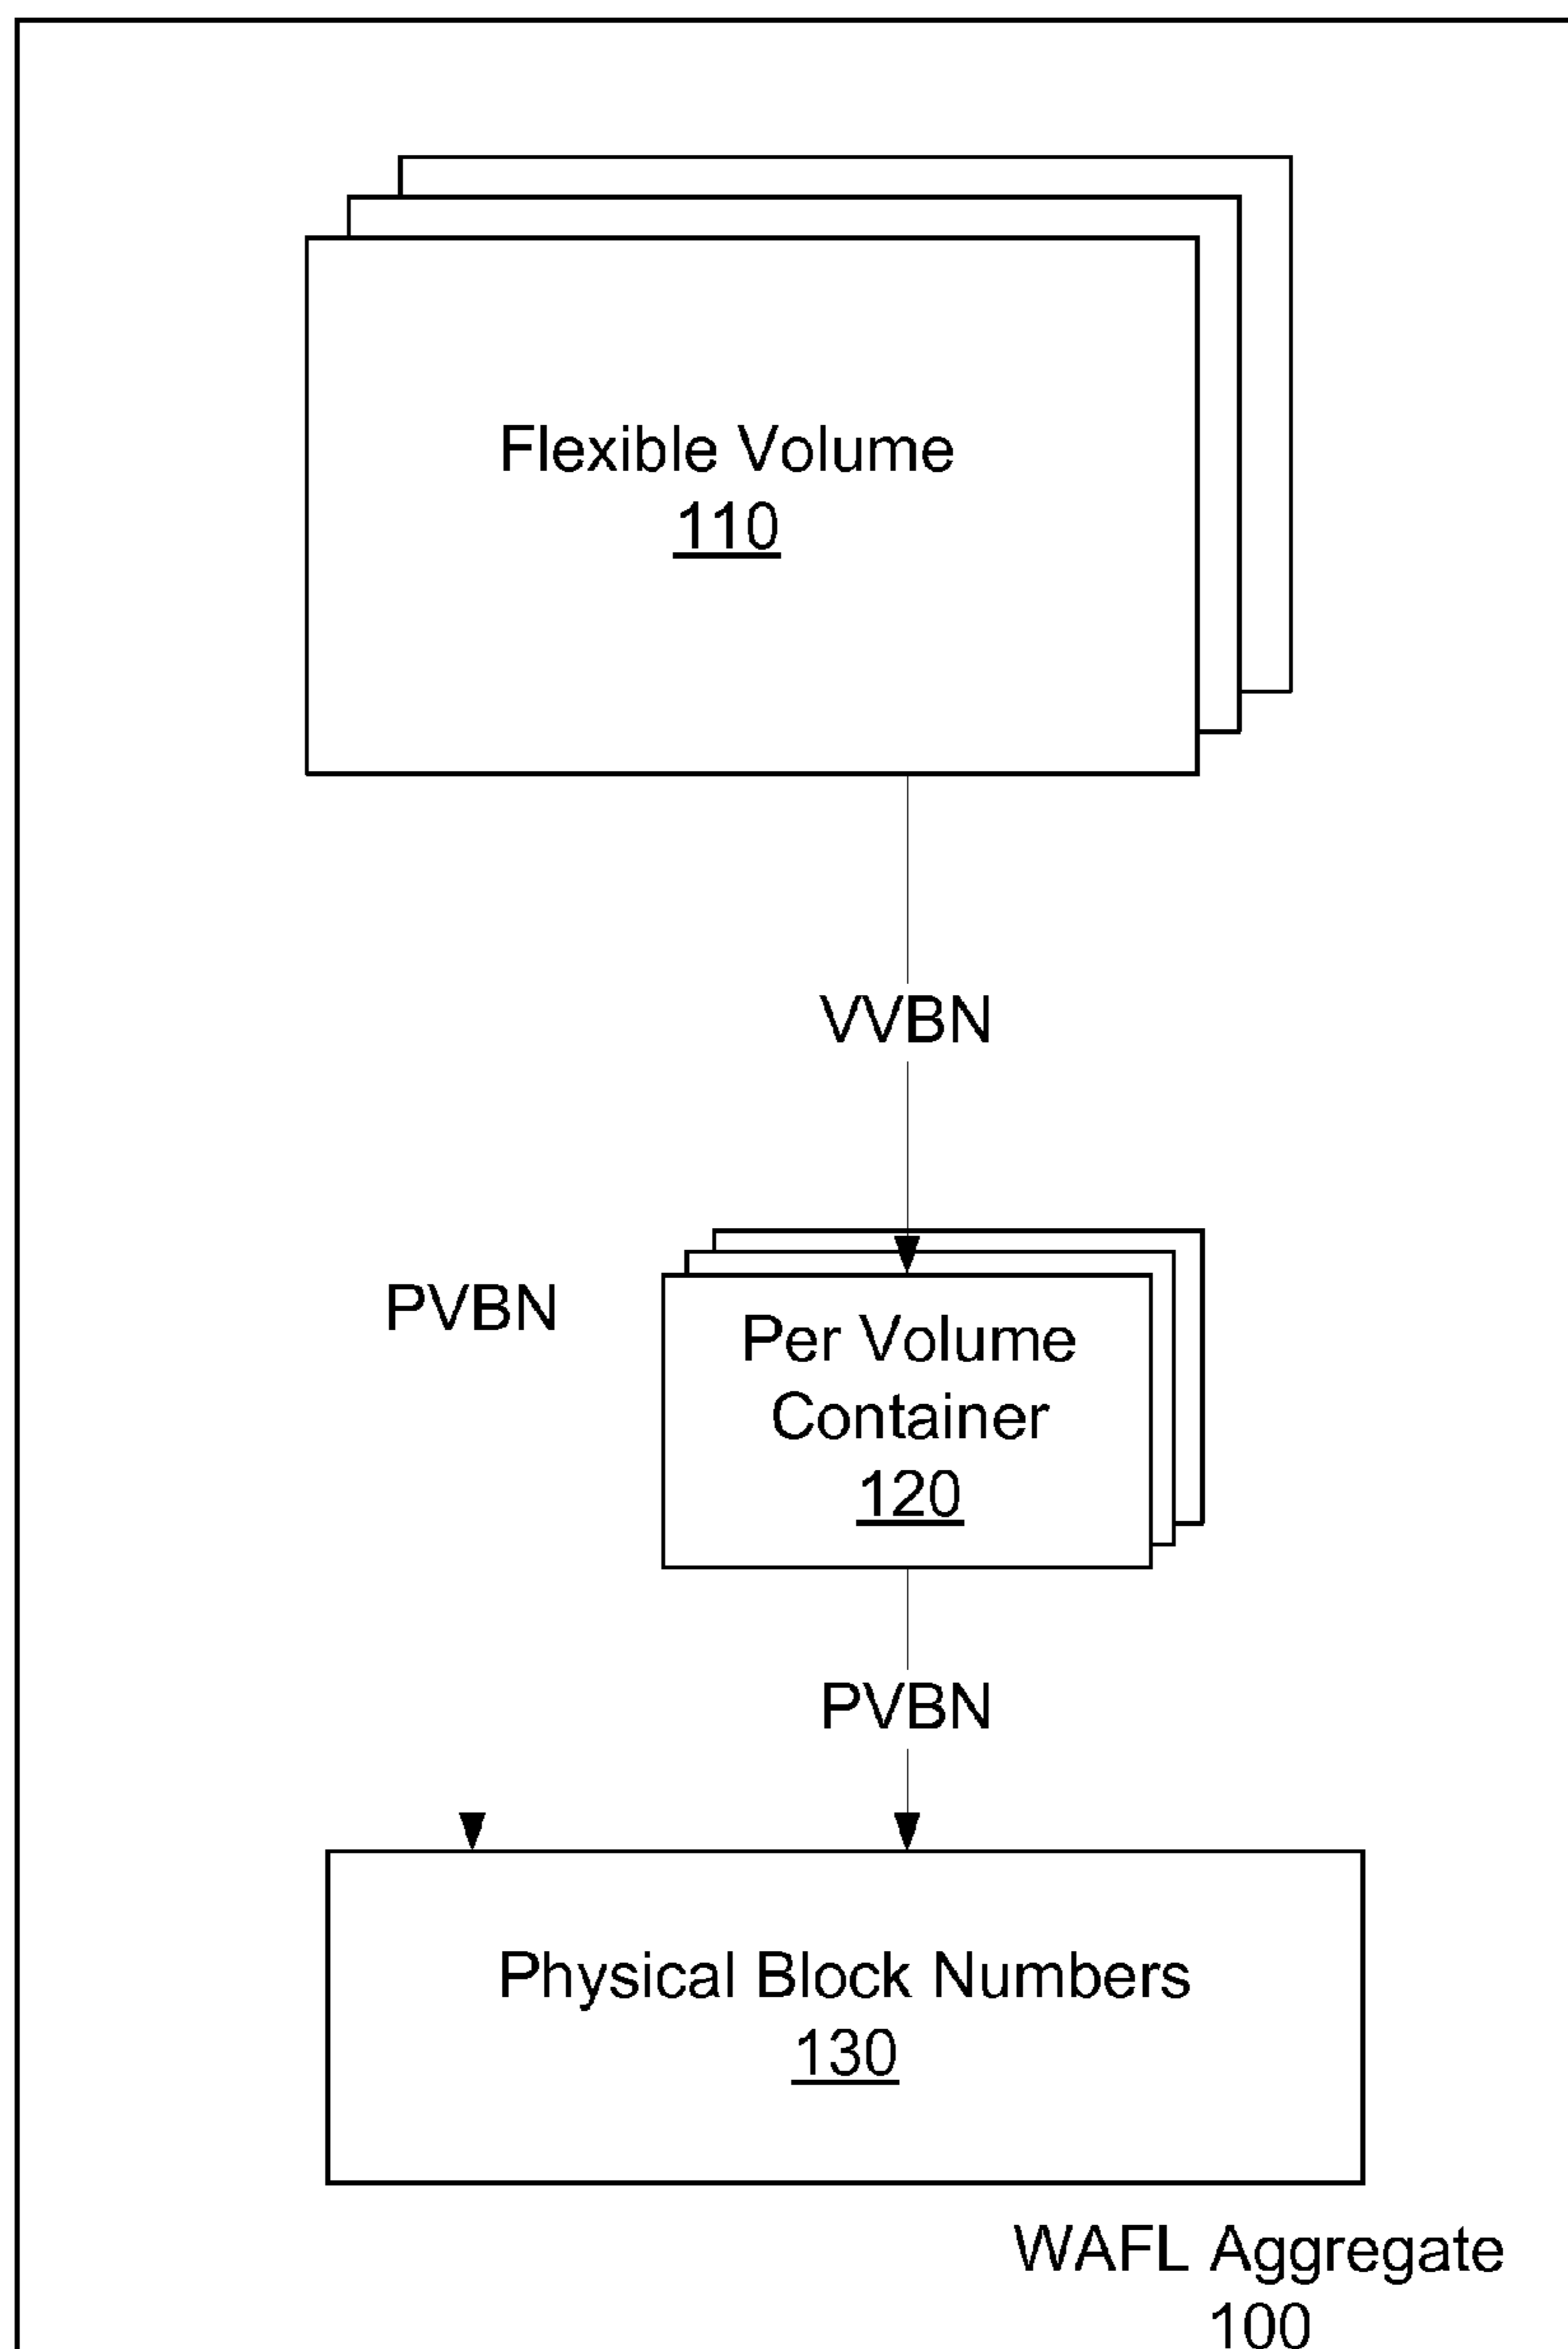 Flexible Volume
110
VVBN
PVBN
Per Volume
Container
120
PVBN
Physical Block Numbers
130
WAFL Aggregate
100